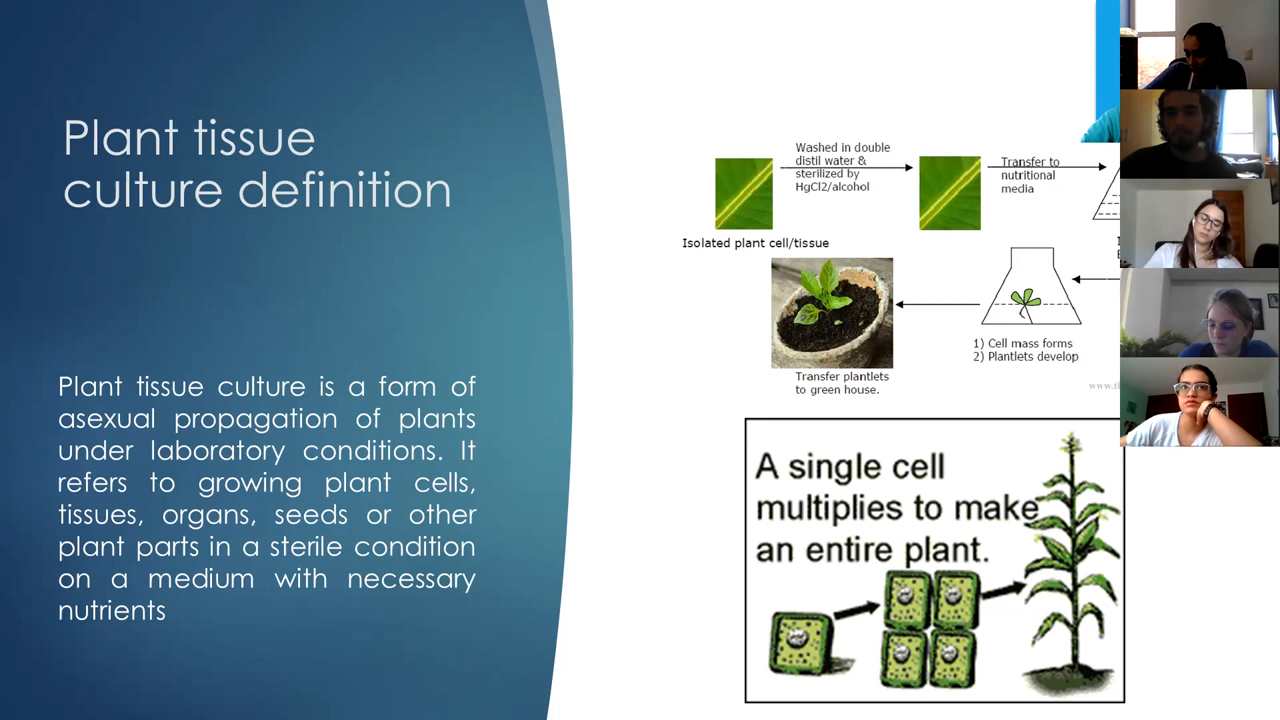 Plant tissue
culture definition
Plant tissue culture is a form of
asexual propagation of plants
under laboratory conditions. It
refers to growing plant cells,
tissues, organs, seeds or other
plant parts in a sterile condition
on a medium with necessary
nutrients
Washed in double
distil water &
sterilized by
HgCl2/alcohol
Transfer to
nutritional
media
Isolated plant cell/tissue
1) Cell mass forms
2) Plantlets develop
Transfer plantlets
to green house.
A single cell
multiplies to make
an entire plant.